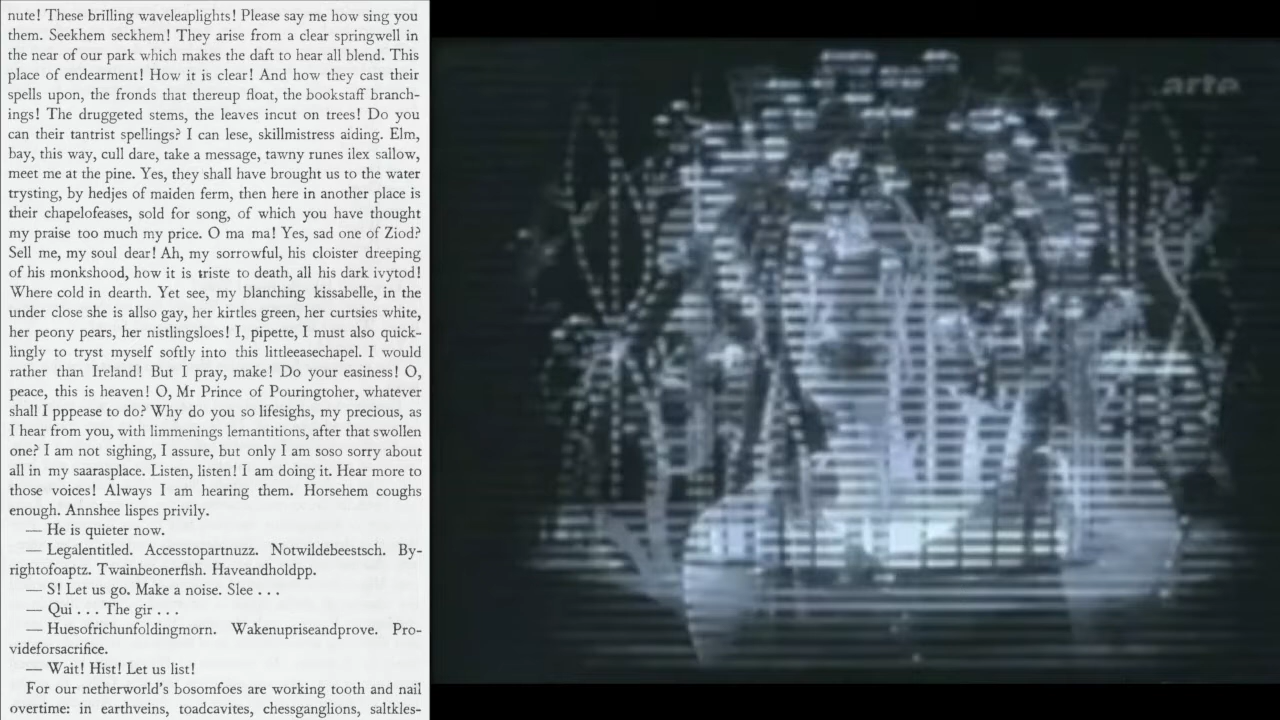 nute! These brilling waveleaplights! Please say me how sing you
them. Seekhem seckhem! They arise from a clear springwell in
the near of our park which makes the daft to hear all blend. This
place of endearment! How it is clear! And how they cast their
spells upon, the fronds that thereup float, the bookstaff branch-
ings! The druggeted stems, the leaves incut on trees! Do you
can their tantrist spellings? I can lese, skillmistress aiding. Elm,
bay, this way, cull dare, take a message, tawny runes ilex sallow,
meet me at the pine. Yes, they shall have brought us to the water
trysting, by hedjes of maiden ferm, then here in another place is
their chapelofeases, sold for song, of which you have thought
my praise too much my price. O ma ma! Yes, sad one of Ziod?
Sell me, my soul dear! Ah, my sorrowful, his cloister dreeping
of his monkshood, how it is triste to death, all his dark ivytod!
Where cold in dearth. Yet see, my blanching kissabelle, in the
under close she is allso gay, her kirtles green, her curtsies white,
her peony pears, her nistlingsloes! I, pipette, I must also quick-
lingly to tryst myself softly into this littleeasechapel. I would
rather than Ireland! But I pray, make! Do your easiness! O,
peace, this is heaven! O, Mr Prince of Pouringtoher, whatever
shall I pppease to do? Why do you so lifesighs, my precious, as
I hear from you, with limmenings lemantitions, after that swollen
one? I am not sighing, I assure, but only I am soso sorry about
all in my saarasplace. Listen, listen! I am doing it. Hear more to
those voices! Always I am hearing them. Horsehem coughs
enough. Annshee lispes privily.
— He is quieter now.
— Legalentitled. Accesstopartnuzz. Notwildebeestsch. By-
rightofoaptz. Twainbeonerflsh. Haveandholdpp.
— S! Let us go. Make a noise. Slee . . .
— Qui . . . The gir . . .
— Huesofrichunfoldingmorn. Wakenupriseandprove. Pro-
videforsacrifice.
— Wait! Hist! Let us list!
For our netherworld's bosomfoes are working tooth and nail
overtime: in earthveins, toadcavites, chessganglions, saltkles-
arte